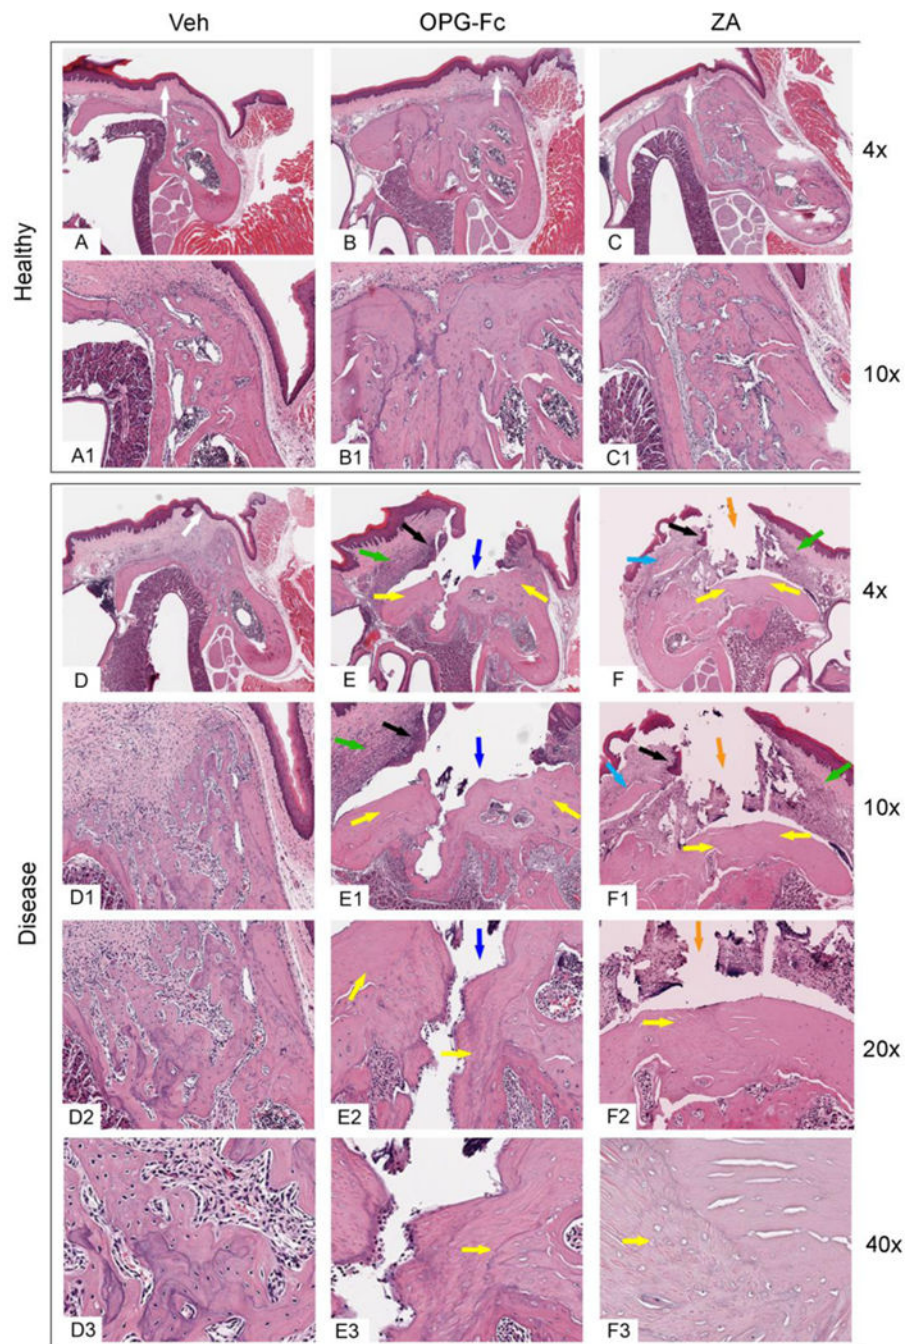 Veh OPG-Fc ZA
Healthy
A B C 4x
A1 B1 C1 10x
Disease
D E F 4x
D1 E1 F1 10x
D2 E2 F2 20x
D3 E3 F3 40x